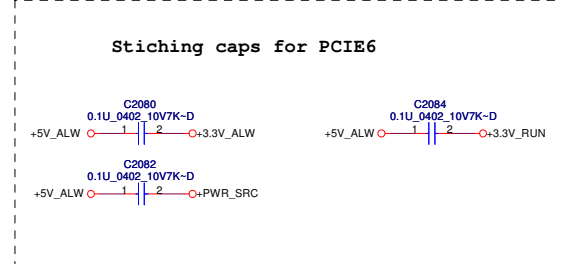 Stiching caps for PCIE6
C2080
0.1U_0402_10V7K~D
+5V_ALW 1 2 +3.3V_ALW
C2084
0.1U_0402_10V7K~D
+5V_ALW 1 2 +3.3V_RUN
C2082
0.1U_0402_10V7K~D
+5V_ALW 1 2 +PWR_SRC